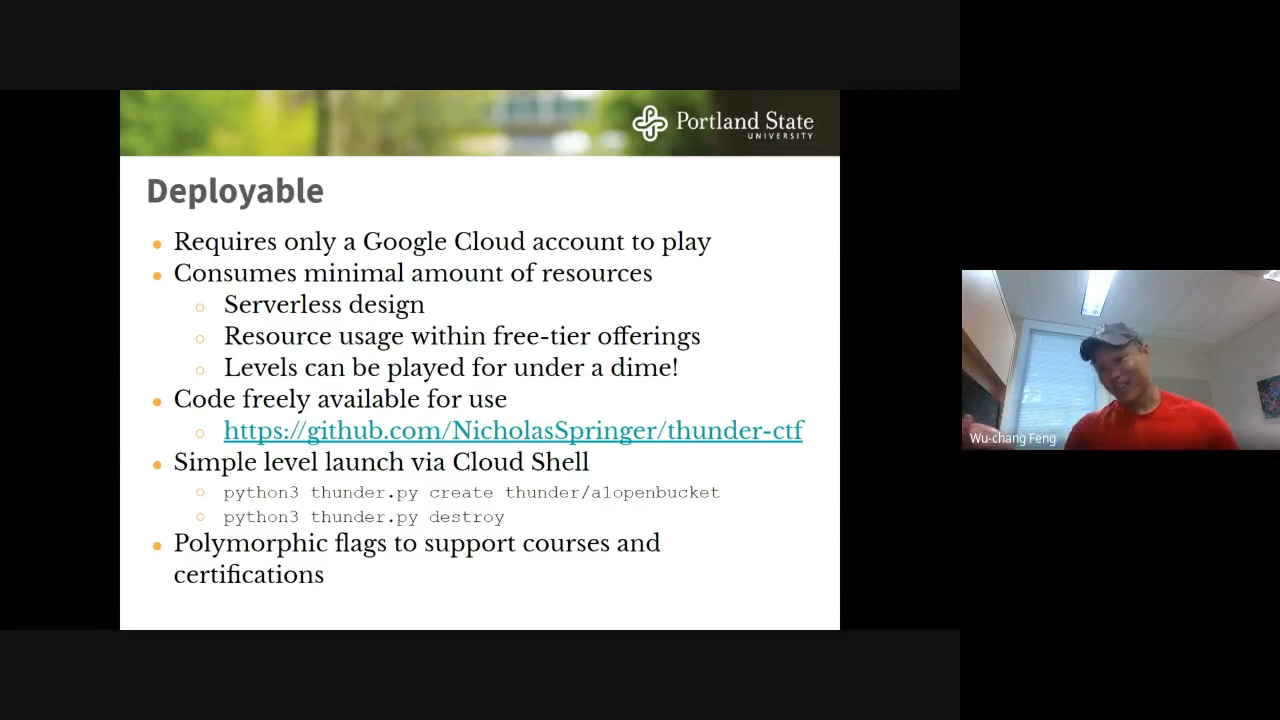 Portland State
UNIVERSITY
Deployable
• Requires only a Google Cloud account to play
• Consumes minimal amount of resources
○ Serverless design
○ Resource usage within free-tier offerings
○ Levels can be played for under a dime!
• Code freely available for use
○ https://github.com/NicholasSpringer/thunder-ctf
• Simple level launch via Cloud Shell
○ python3 thunder.py create thunder/a1openbucket
○ python3 thunder.py destroy
• Polymorphic flags to support courses and
certifications
Wu-chang Feng